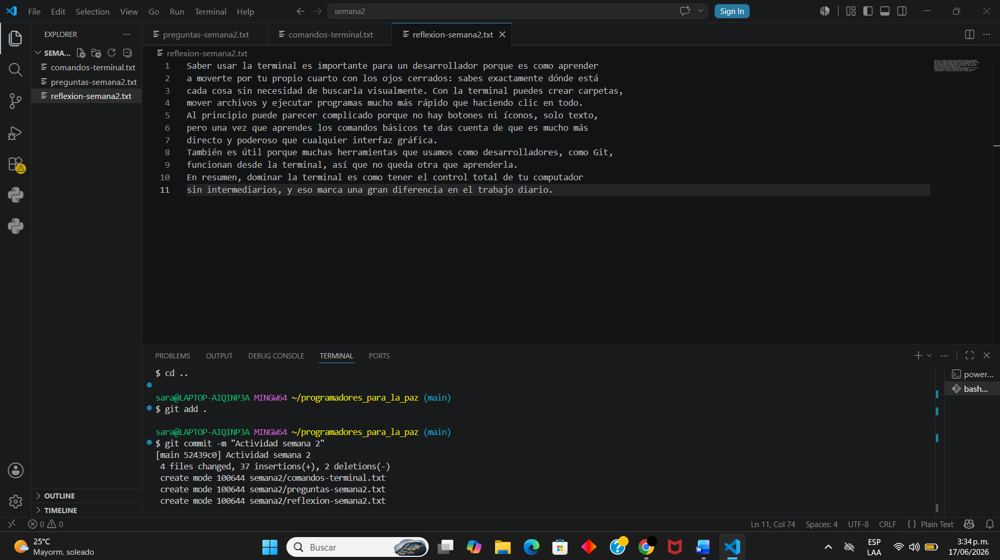 File Edit Selection View Go Run Terminal Help
semana2
Sign In
EXPLORER
preguntas-semana2.txt
comandos-terminal.txt
reflexion-semana2.txt
SEMA...
comandos-terminal.txt
preguntas-semana2.txt
reflexion-semana2.txt
reflexion-semana2.txt
1 Saber usar la terminal es importante para un desarrollador porque es como aprender
2 a moverte por tu propio cuarto con los ojos cerrados: sabes exactamente dónde está
3 cada cosa sin necesidad de buscarla visualmente. Con la terminal puedes crear carpetas,
4 mover archivos y ejecutar programas mucho más rápido que haciendo clic en todo.
5 Al principio puede parecer complicado porque no hay botones ni íconos, solo texto,
6 pero una vez que aprendes los comandos básicos te das cuenta de que es mucho más
7 directo y poderoso que cualquier interfaz gráfica.
8 También es útil porque muchas herramientas que usamos como desarrolladores, como Git,
9 funcionan desde la terminal, así que no queda otra que aprenderla.
10 En resumen, dominar la terminal es como tener el control total de tu computador
11 sin intermediarios, y eso marca una gran diferencia en el trabajo diario.
PROBLEMS OUTPUT DEBUG CONSOLE TERMINAL PORTS
$ cd ..
sara@LAPTOP-AIQINP3A MINGW64 ~/programadores_para_la_paz (main)
$ git add .
sara@LAPTOP-AIQINP3A MINGW64 ~/programadores_para_la_paz (main)
$ git commit -m "Actividad semana 2"
[main 52439c0] Actividad semana 2
4 files changed, 37 insertions(+), 2 deletions(-)
create mode 100644 semana2/comandos-terminal.txt
create mode 100644 semana2/preguntas-semana2.txt
create mode 100644 semana2/reflexion-semana2.txt
power...
bash...
OUTLINE
TIMELINE
0 0
Ln 11, Col 74 Spaces: 4 UTF-8 CRLF {} Plain Text
25°C
Mayorm. soleado
Buscar
ESP
LAA
3:34 p. m.
17/06/2026